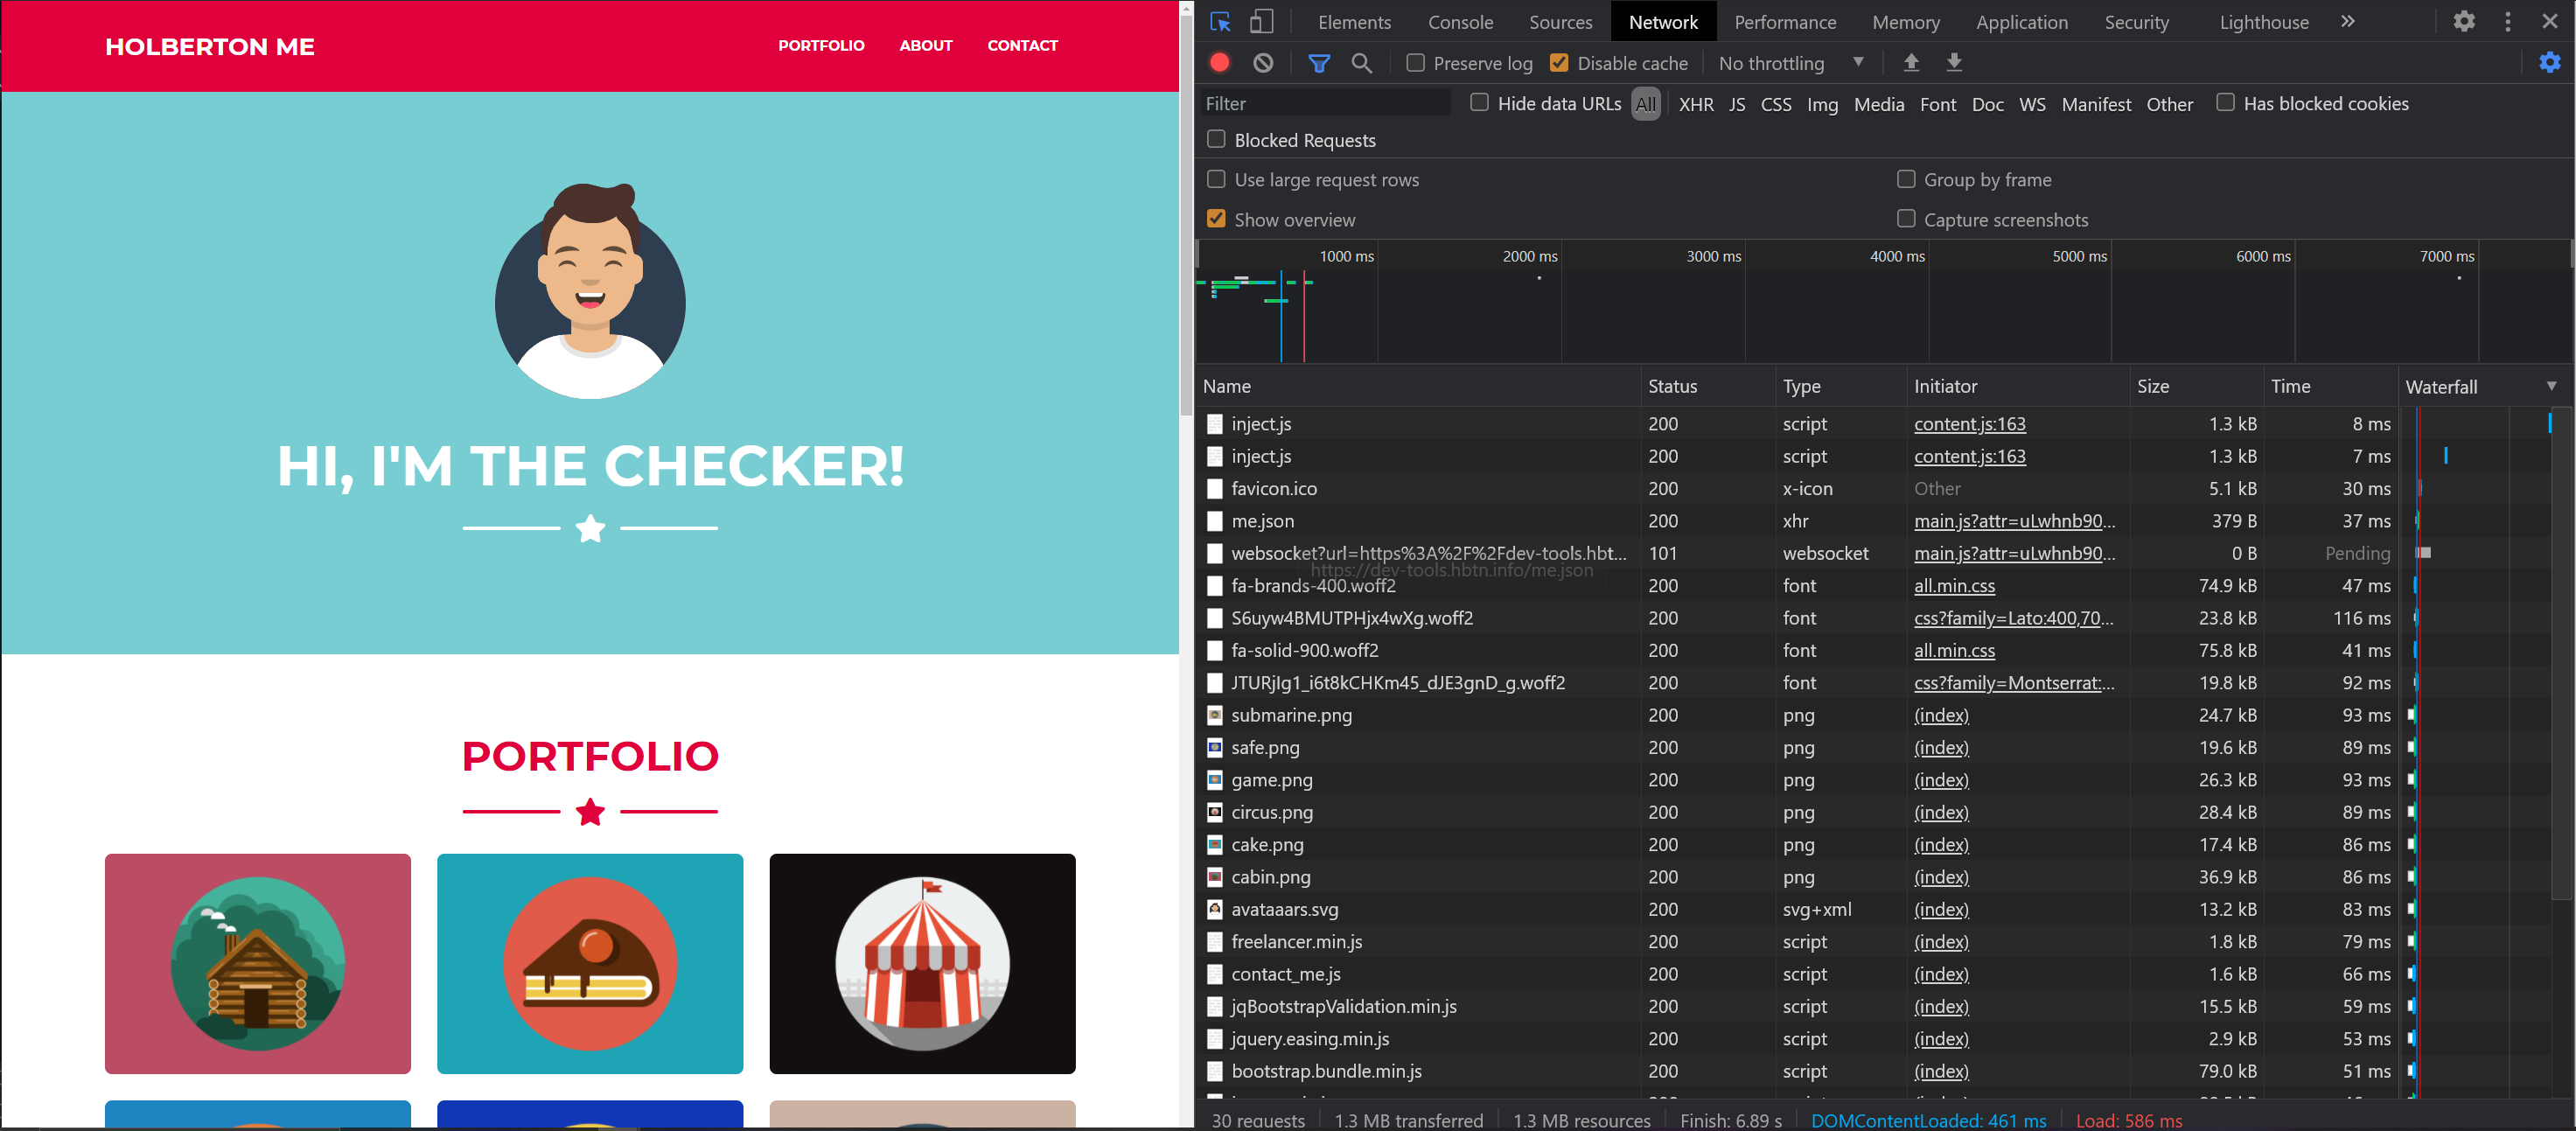 HOLBERTON ME
PORTFOLIO ABOUT CONTACT
HI, I'M THE CHECKER!
PORTFOLIO
Elements Console Sources Network Performance Memory Application Security Lighthouse
Preserve log Disable cache No throttling
Filter Hide data URLs All XHR JS CSS Img Media Font Doc WS Manifest Other Has blocked cookies
Blocked Requests
Use large request rows Group by frame
Show overview Capture screenshots
1000 ms 2000 ms 3000 ms 4000 ms 5000 ms 6000 ms 7000 ms
Name Status Type Initiator Size Time Waterfall
inject.js 200 script content.js:163 1.3 kB 8 ms
inject.js 200 script content.js:163 1.3 kB 7 ms
favicon.ico 200 x-icon Other 5.1 kB 30 ms
me.json 200 xhr main.js?attr=uLwhnb90... 379 B 37 ms
websocket?url=https%3A%2F%2Fdev-tools.hbt... 101 websocket main.js?attr=uLwhnb90... 0 B Pending
https://dev-tools.hbtn.info/me.json
fa-brands-400.woff2 200 font all.min.css 74.9 kB 47 ms
S6uyw4BMUTPHjx4wXg.woff2 200 font css?family=Lato:400,70... 23.8 kB 116 ms
fa-solid-900.woff2 200 font all.min.css 75.8 kB 41 ms
JTURjIg1_i6t8kCHKm45_dJE3gnD_g.woff2 200 font css?family=Montserrat:... 19.8 kB 92 ms
submarine.png 200 png (index) 24.7 kB 93 ms
safe.png 200 png (index) 19.6 kB 89 ms
game.png 200 png (index) 26.3 kB 93 ms
circus.png 200 png (index) 28.4 kB 89 ms
cake.png 200 png (index) 17.4 kB 86 ms
cabin.png 200 png (index) 36.9 kB 86 ms
avataaars.svg 200 svg+xml (index) 13.2 kB 83 ms
freelancer.min.js 200 script (index) 1.8 kB 79 ms
contact_me.js 200 script (index) 1.6 kB 66 ms
jqBootstrapValidation.min.js 200 script (index) 15.5 kB 59 ms
jquery.easing.min.js 200 script (index) 2.9 kB 53 ms
bootstrap.bundle.min.js 200 script (index) 79.0 kB 51 ms
30 requests 1.3 MB transferred 1.3 MB resources Finish: 6.89 s DOMContentLoaded: 461 ms Load: 586 ms